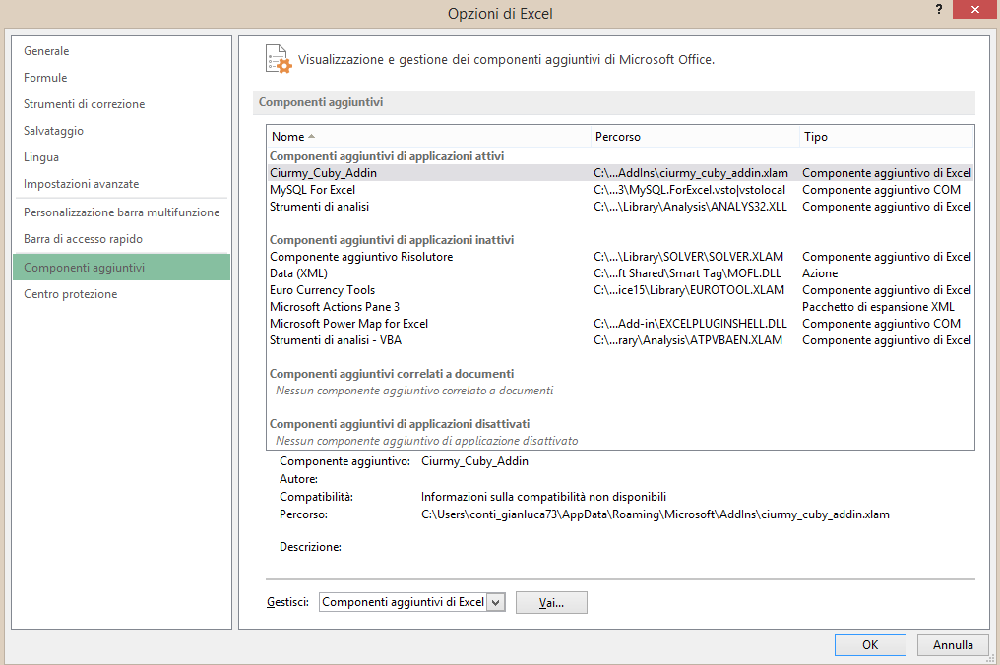 Opzioni di Excel
?
Generale
Formule
Strumenti di correzione
Salvataggio
Lingua
Impostazioni avanzate
Personalizzazione barra multifunzione
Barra di accesso rapido
Componenti aggiuntivi
Centro protezione
Visualizzazione e gestione dei componenti aggiuntivi di Microsoft Office.
Componenti aggiuntivi
Nome Percorso Tipo
Componenti aggiuntivi di applicazioni attivi
Ciurmy_Cuby_Addin C:\...AddIns\ciurmy_cuby_addin.xlam Componente aggiuntivo di Excel
MySQL For Excel C:\...3\MySQL.ForExcel.vsto|vstolocal Componente aggiuntivo COM
Strumenti di analisi C:\...\Library\Analysis\ANALYS32.XLL Componente aggiuntivo di Excel
Componenti aggiuntivi di applicazioni inattivi
Componente aggiuntivo Risolutore C:\...\Library\SOLVER\SOLVER.XLAM Componente aggiuntivo di Excel
Data (XML) C:\...ft Shared\Smart Tag\MOFL.DLL Azione
Euro Currency Tools C:\...ice15\Library\EUROTOOL.XLAM Componente aggiuntivo di Excel
Microsoft Actions Pane 3 Pacchetto di espansione XML
Microsoft Power Map for Excel C:\...Add-in\EXCELPLUGINSHELL.DLL Componente aggiuntivo COM
Strumenti di analisi - VBA C:\...rary\Analysis\ATPVBAEN.XLAM Componente aggiuntivo di Excel
Componenti aggiuntivi correlati a documenti
Nessun componente aggiuntivo correlato a documenti
Componenti aggiuntivi di applicazioni disattivati
Nessun componente aggiuntivo di applicazione disattivato
Componente aggiuntivo: Ciurmy_Cuby_Addin
Autore:
Compatibilità: Informazioni sulla compatibilità non disponibili
Percorso: C:\Users\conti_gianluca73\AppData\Roaming\Microsoft\AddIns\ciurmy_cuby_addin.xlam
Descrizione:
Gestisci: Componenti aggiuntivi di Excel Vai...
OK Annulla